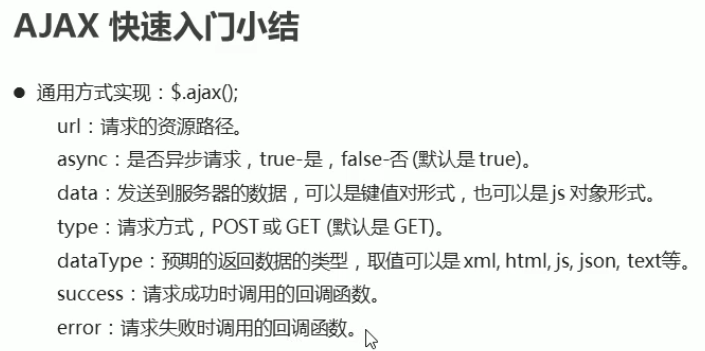 AJAX 快速入门小结
● 通用方式实现：$.ajax();
url：请求的资源路径。
async：是否异步请求，true-是，false-否 (默认是 true)。
data：发送到服务器的数据，可以是键值对形式，也可以是 js 对象形式。
type：请求方式，POST 或 GET (默认是 GET)。
dataType：预期的返回数据的类型，取值可以是 xml, html, js, json, text等。
success：请求成功时调用的回调函数。
error：请求失败时调用的回调函数。